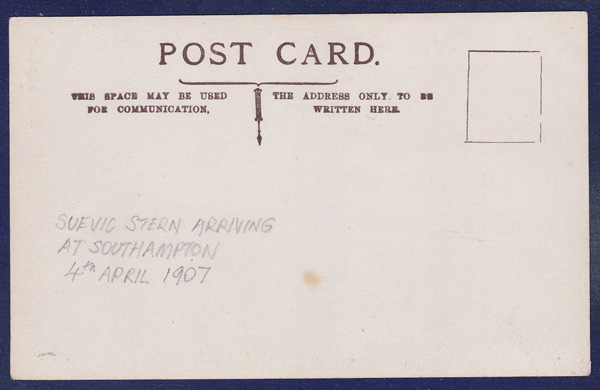 POST CARD.
THIS SPACE MAY BE USED
FOR COMMUNICATION,
THE ADDRESS ONLY. TO BE
WRITTEN HERE.
SUEVIC STERN ARRIVING
AT SOUTHAMPTON
4th APRIL 1907